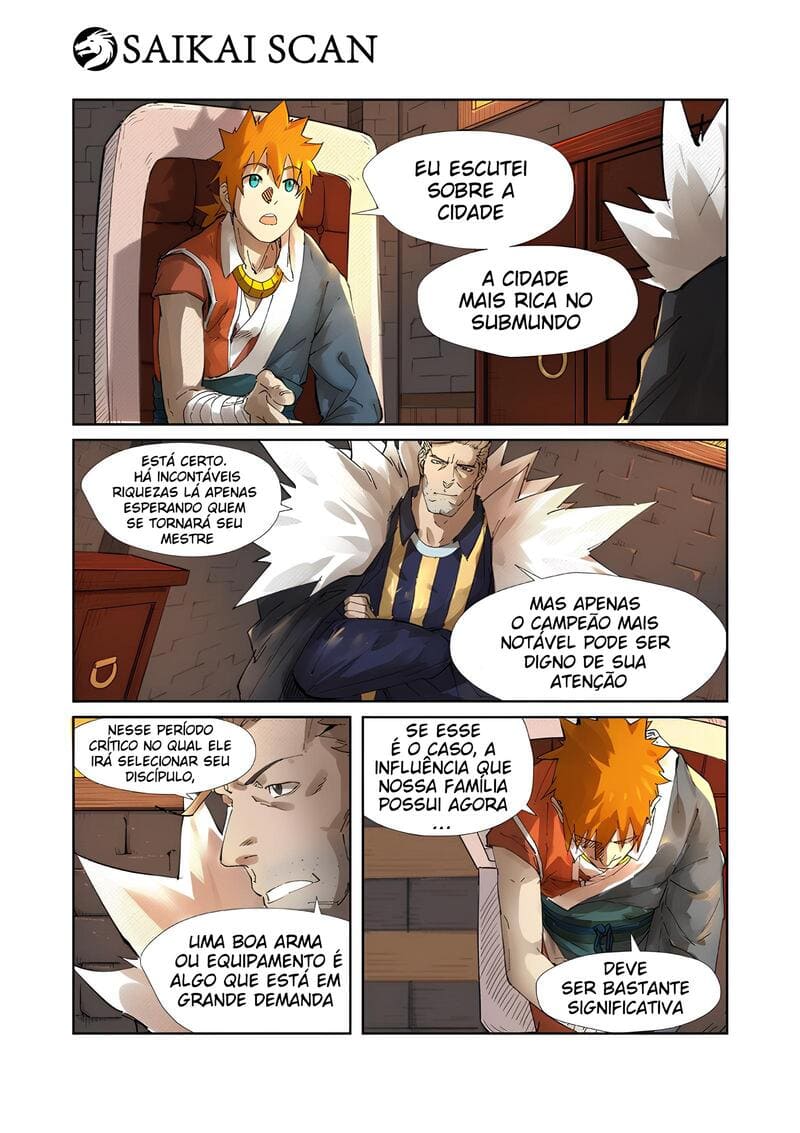 SAIKAI SCAN
EU ESCUTEI
SOBRE A
CIDADE
A CIDADE
MAIS RICA NO
SUBMUNDO
ESTÁ CERTO.
HÁ INCONTÁVEIS
RIQUEZAS LÁ APENAS
ESPERANDO QUEM
SE TORNARÁ SEU
MESTRE
MAS APENAS
O CAMPEÃO MAIS
NOTÁVEL PODE SER
DIGNO DE SUA
ATENÇÃO
NESSE PERÍODO
CRÍTICO NO QUAL ELE
IRÁ SELECIONAR SEU
DISCÍPULO,
UMA BOA ARMA
OU EQUIPAMENTO É
ALGO QUE ESTÁ EM
GRANDE DEMANDA
SE ESSE
É O CASO, A
INFLUÊNCIA QUE
NOSSA FAMÍLIA
POSSUI AGORA
...
DEVE
SER BASTANTE
SIGNIFICATIVA